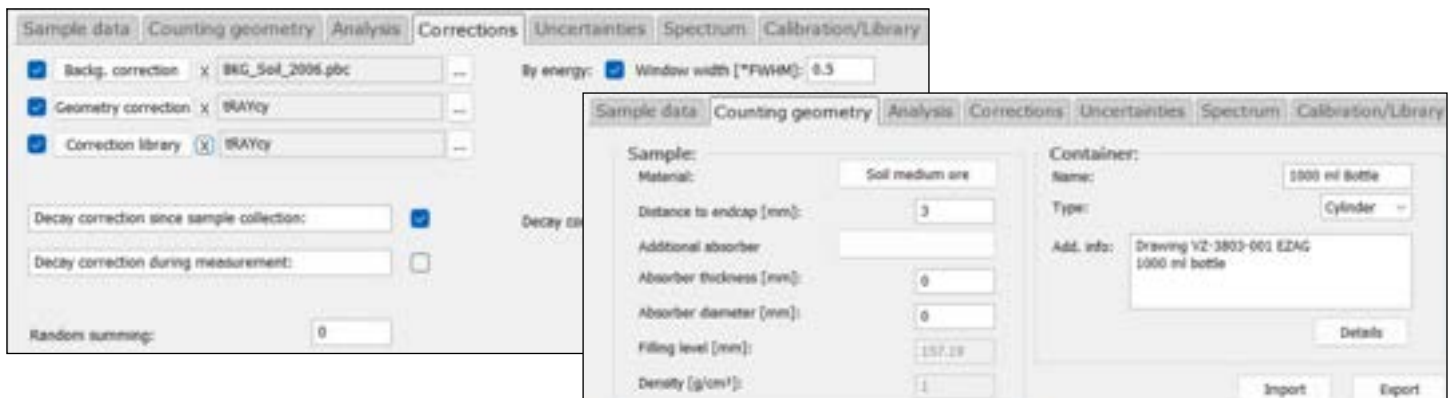 Sample data Counting geometry Analysis Corrections Uncertainties Spectrum Calibration/Library
Backg. correction X BKG_Soil_2006.pbc ... By energy: Window width [*FWHM]: 0.5
Geometry correction X tRAYcy ...
Correction library X tRAYcy ...
Decay correction since sample collection: Decay
Decay correction during measurement:
Random summing: 0
Sample data Counting geometry Analysis Corrections Uncertainties Spectrum Calibration/Library
Sample: Container:
Material: Soil medium ore Name: 1000 ml Bottle
Distance to endcap [mm]: 3 Type: Cylinder
Additional absorber Add. info: Drawing VZ-3803-001 EZAG
1000 ml bottle
Absorber thickness [mm]: 0
Absorber diameter [mm]: 0
Details
Filling level [mm]: 157.19
Density [g/cm³]: 1 Import Export